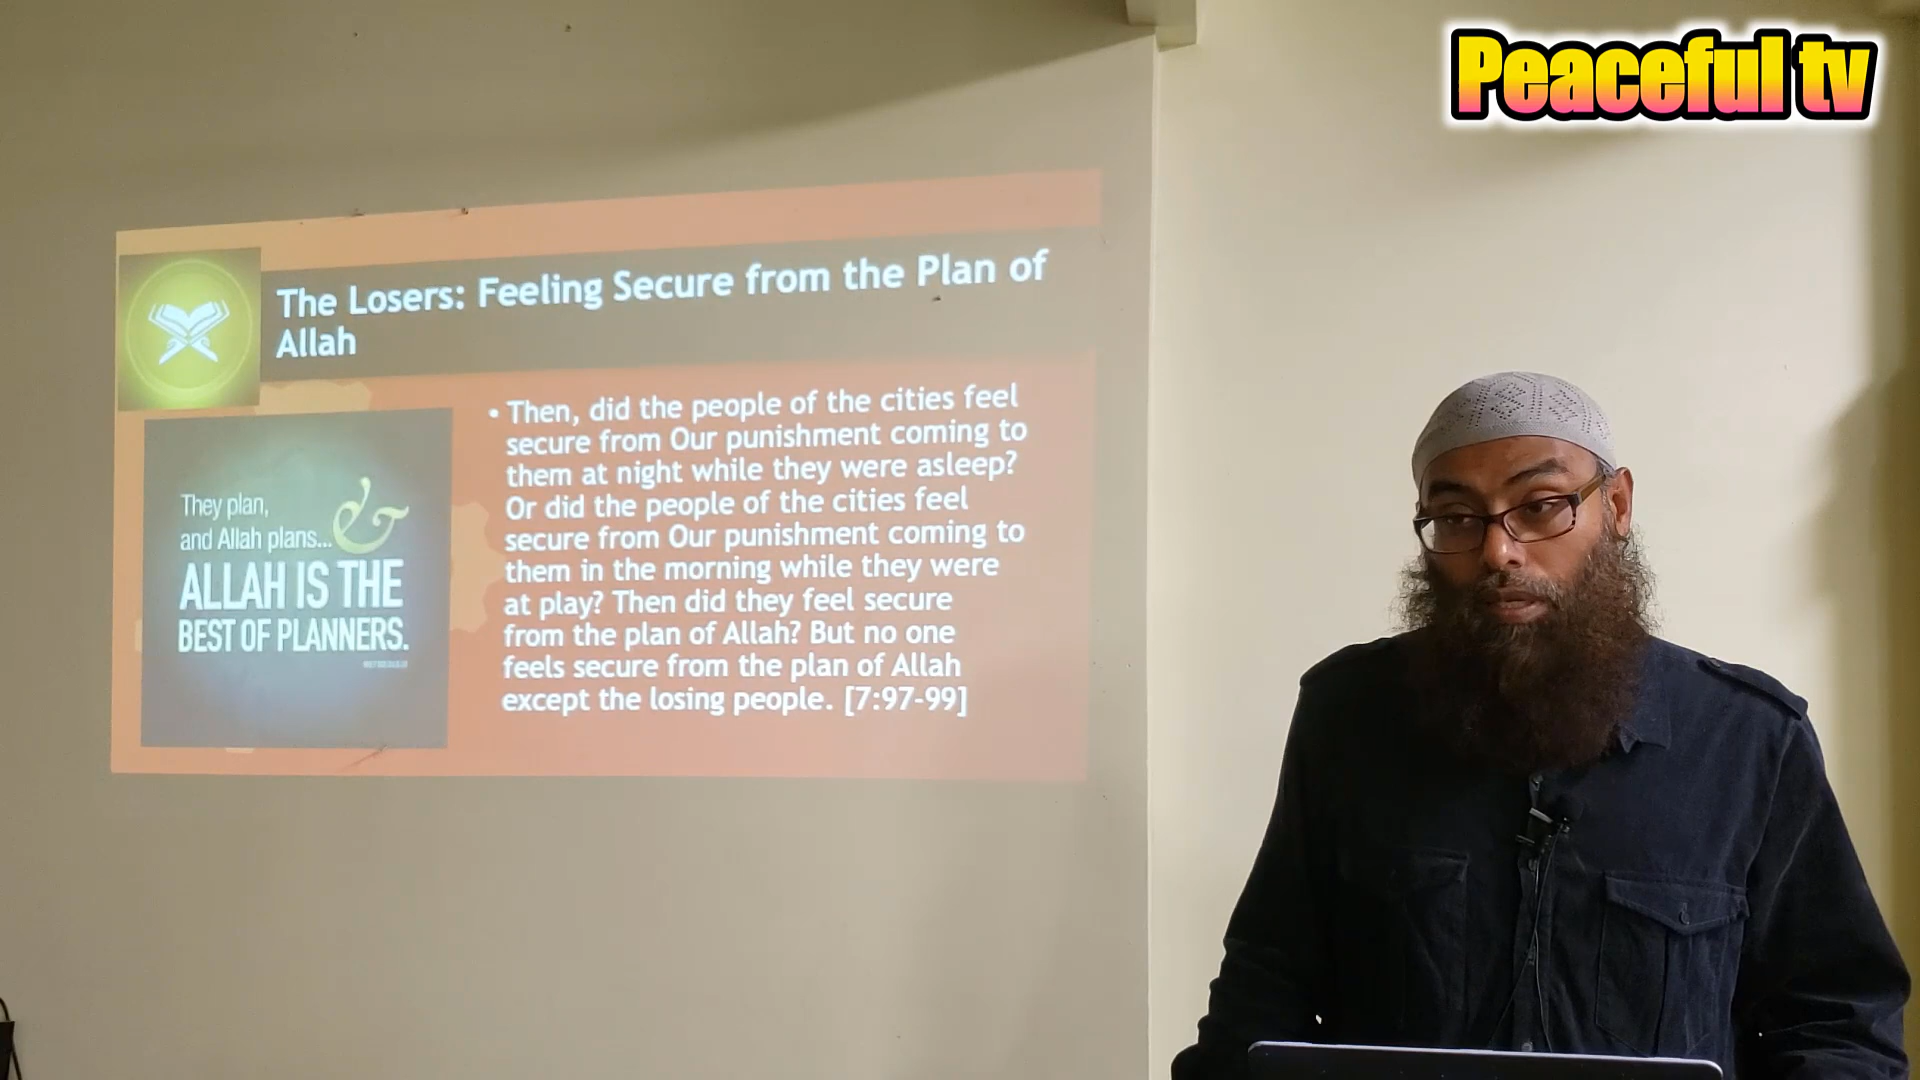 Peaceful tv
The Losers: Feeling Secure from the Plan of
Allah
They plan,
and Allah plans...
&
ALLAH IS THE
BEST OF PLANNERS.
• Then, did the people of the cities feel
secure from Our punishment coming to
them at night while they were asleep?
Or did the people of the cities feel
secure from Our punishment coming to
them in the morning while they were
at play? Then did they feel secure
from the plan of Allah? But no one
feels secure from the plan of Allah
except the losing people. [7:97-99]